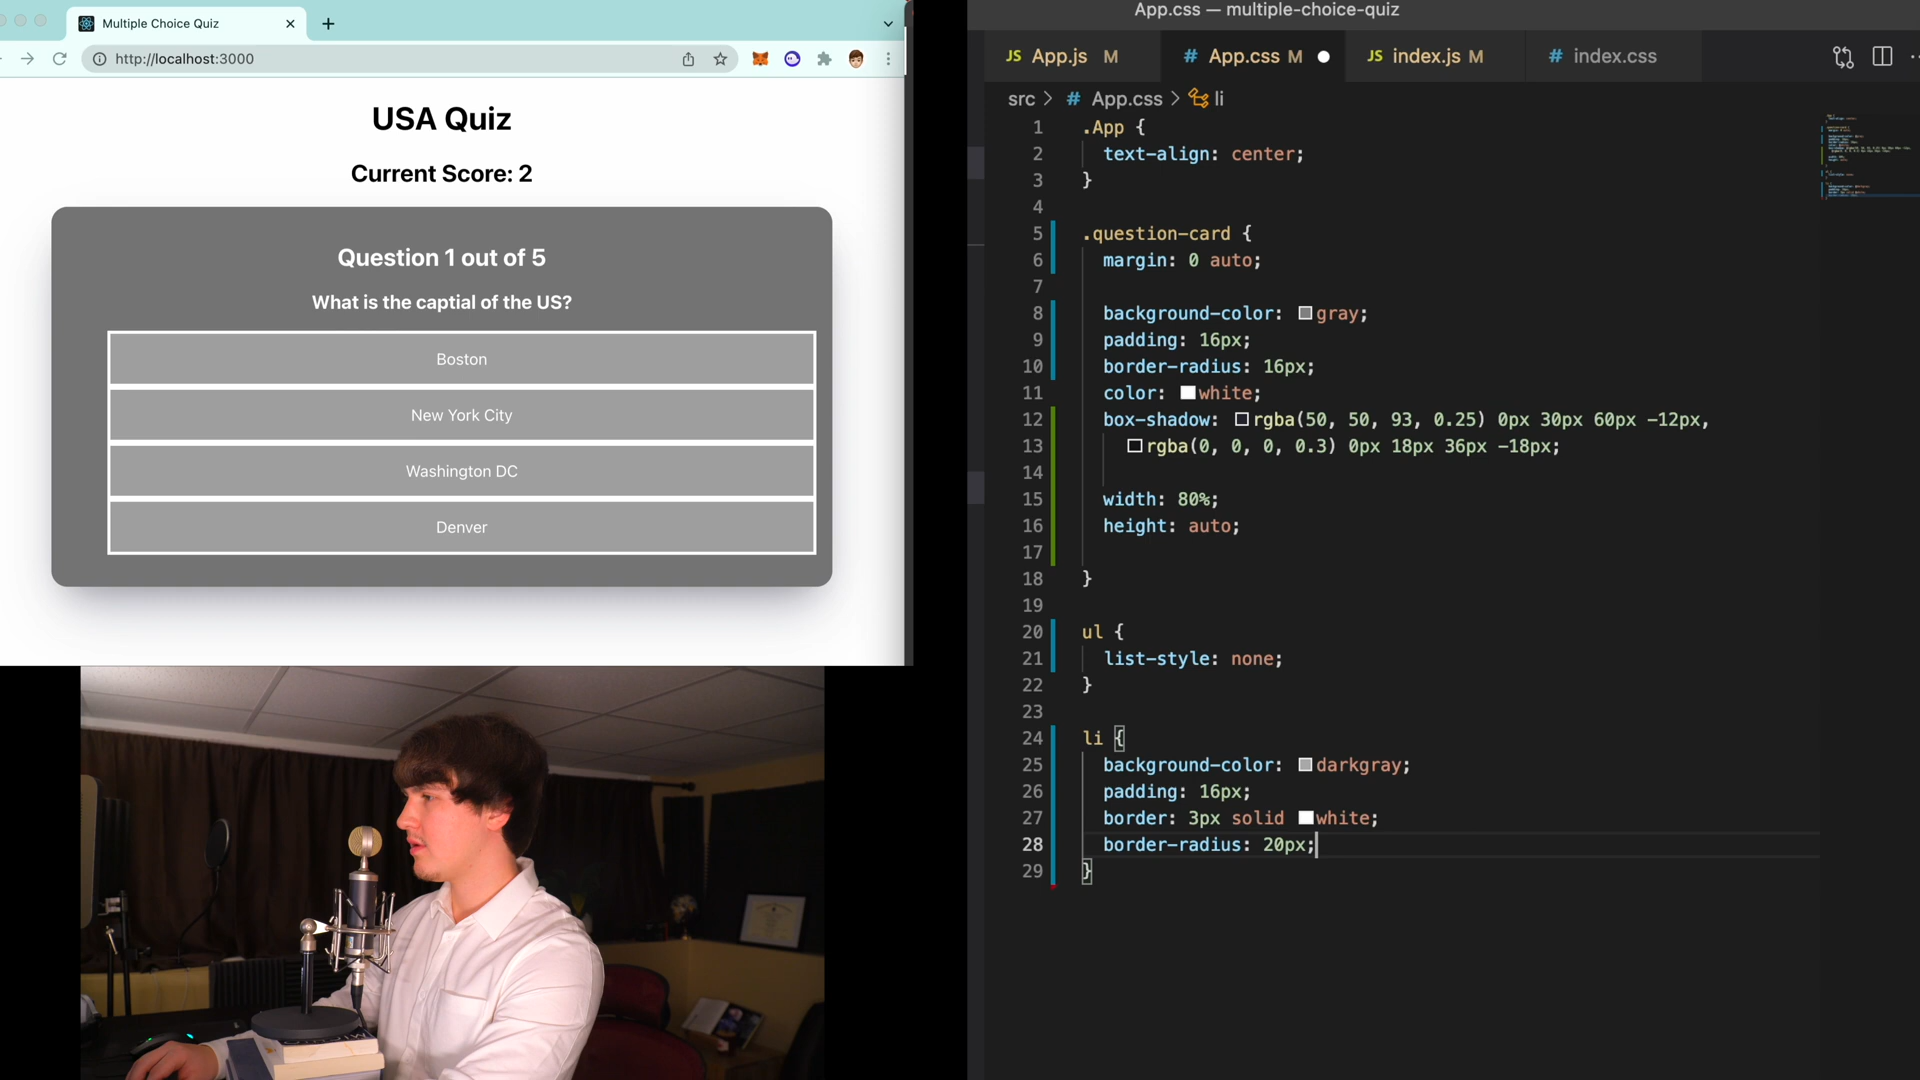 Multiple Choice Quiz
http://localhost:3000
USA Quiz
Current Score: 2
Question 1 out of 5
What is the captial of the US?
Boston
New York City
Washington DC
Denver
App.css — multiple-choice-quiz
JS App.js M
# App.css M
JS index.js M
# index.css
src > # App.css > li
1 .App {
2 text-align: center;
3 }
4
5 .question-card {
6 margin: 0 auto;
7
8 background-color: gray;
9 padding: 16px;
10 border-radius: 16px;
11 color: white;
12 box-shadow: rgba(50, 50, 93, 0.25) 0px 30px 60px -12px,
13 rgba(0, 0, 0, 0.3) 0px 18px 36px -18px;
14
15 width: 80%;
16 height: auto;
17
18 }
19
20 ul {
21 list-style: none;
22 }
23
24 li {
25 background-color: darkgray;
26 padding: 16px;
27 border: 3px solid white;
28 border-radius: 20px;
29 }